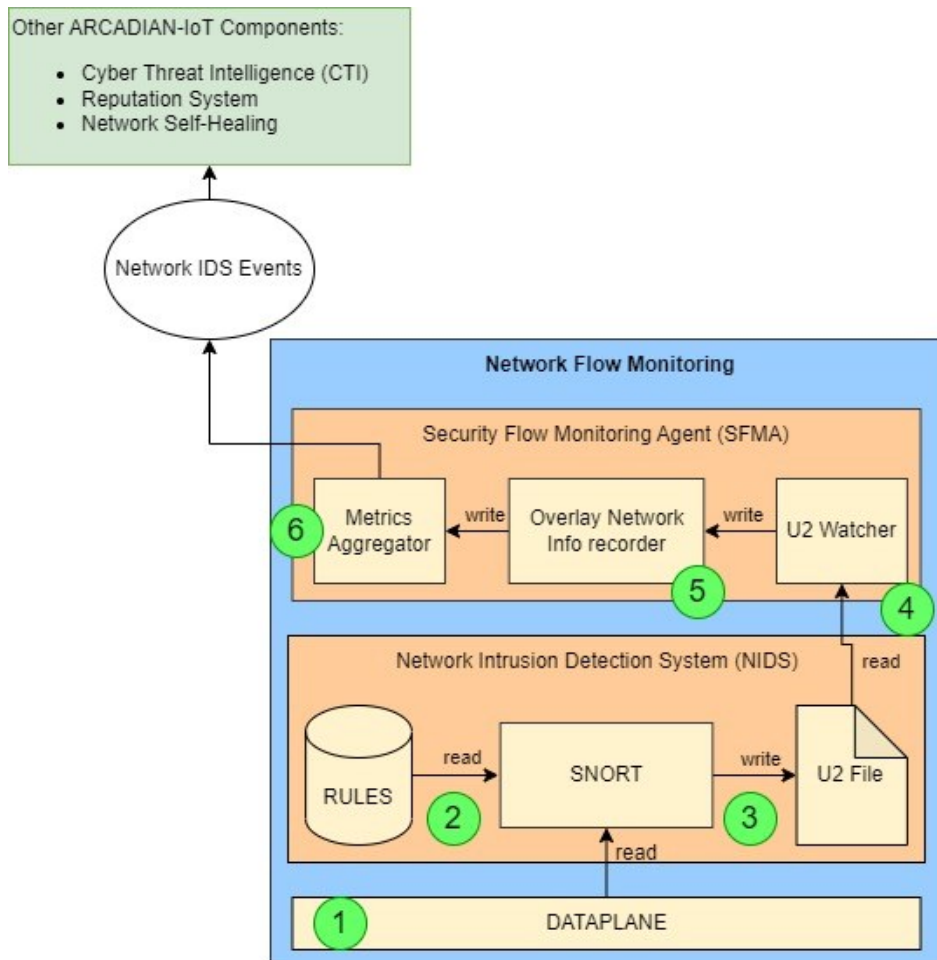 Other ARCADIAN-IoT Components:
• Cyber Threat Intelligence (CTI)
• Reputation System
• Network Self-Healing
Network IDS Events
Network Flow Monitoring
Security Flow Monitoring Agent (SFMA)
6
Metrics
Aggregator
write
Overlay Network
Info recorder
5
write
U2 Watcher
4
Network Intrusion Detection System (NIDS)
read
RULES
read
2
SNORT
write
3
U2 File
read
1
DATAPLANE